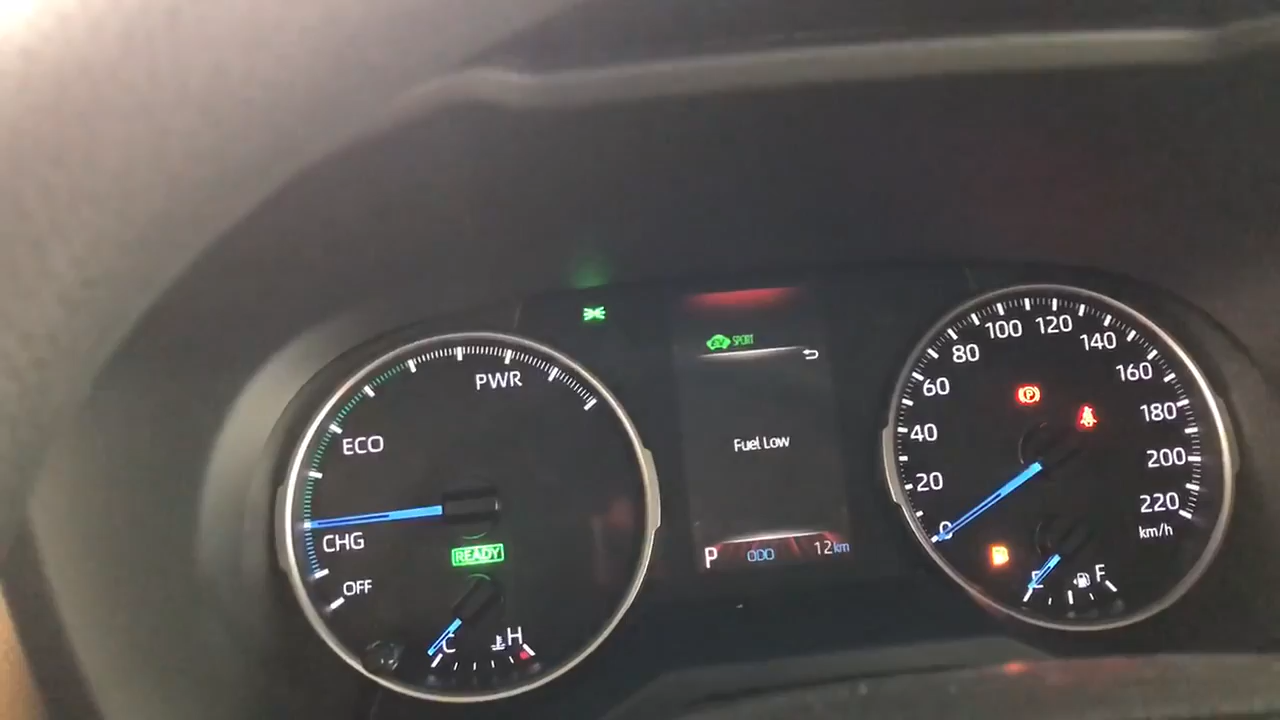 PWR
ECO
CHG
OFF
READY
C
H
SPORT
Fuel Low
P
ODO
12km
0
20
40
60
80
100
120
140
160
180
200
220
km/h
P
E
F